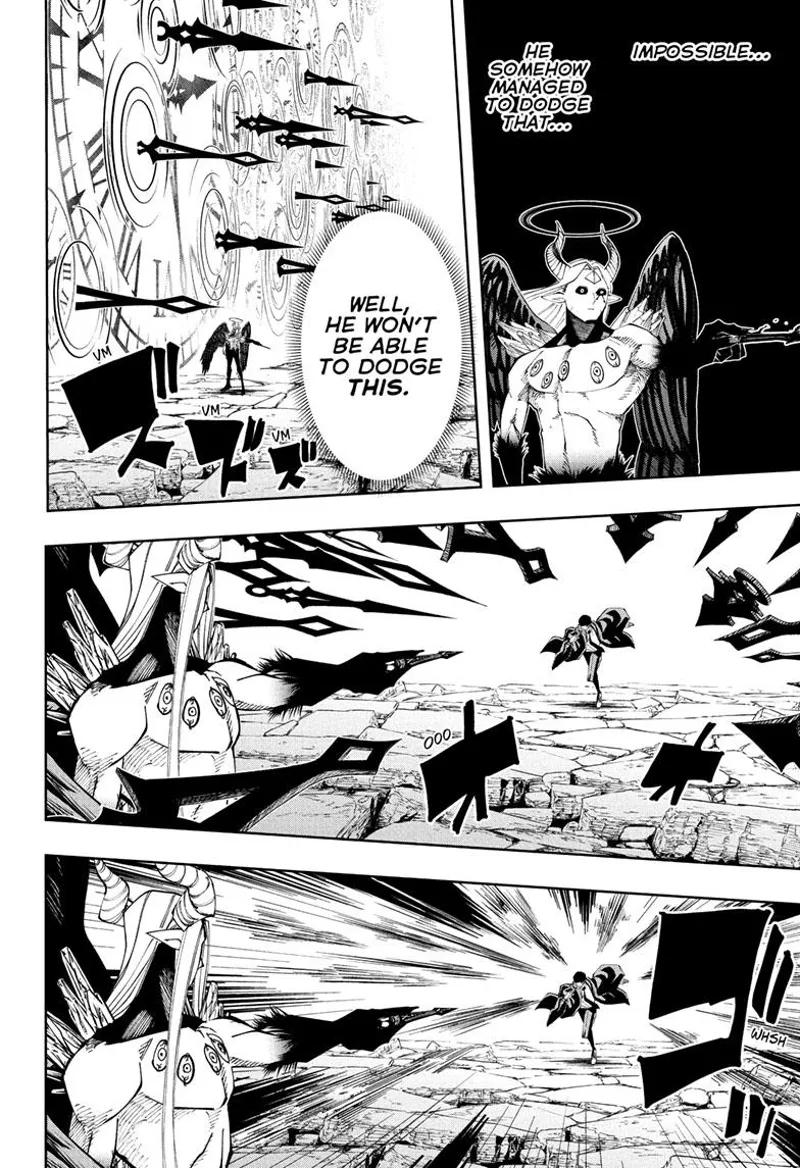 IMPOSSIBLE...
HE
SOMEHOW
MANAGED
TO DODGE
THAT...
WELL,
HE WON'T
BE ABLE
TO DODGE
THIS.
VM
VM
VM
ズズズ
OOO
WHSH